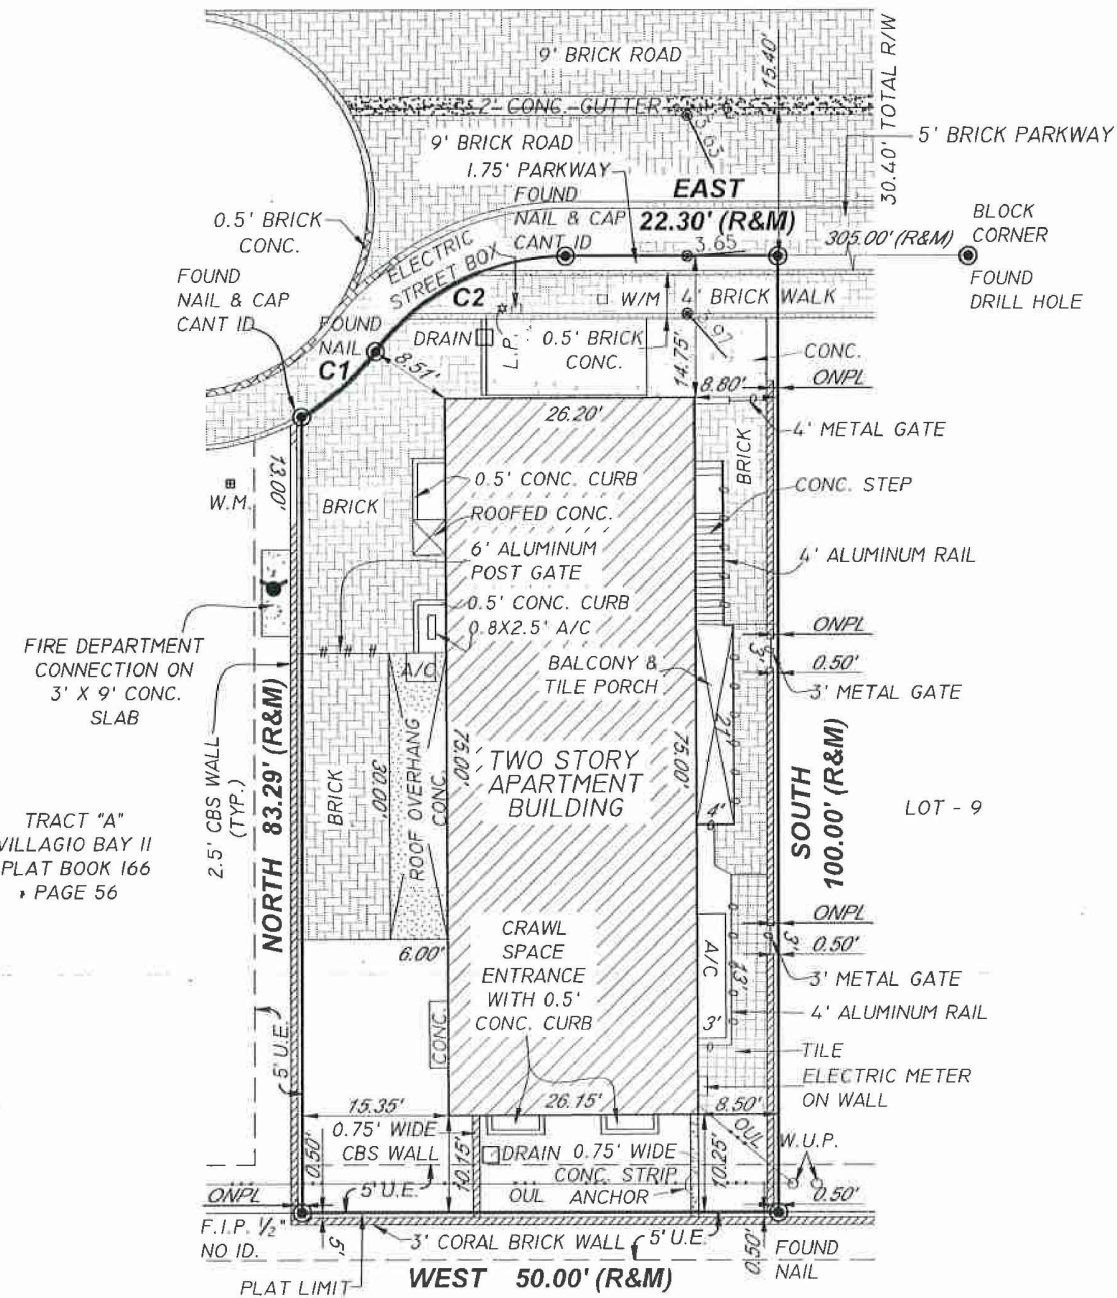 9' BRICK ROAD
15.40'
30.40' TOTAL R/W
2' CONC. GUTTER
3.63
9' BRICK ROAD
5' BRICK PARKWAY
1.75' PARKWAY
EAST
22.30' (R&M)
FOUND
NAIL & CAP
CANT ID
0.5' BRICK
CONC.
ELECTRIC
STREET BOX
3.65
305.00' (R&M)
BLOCK
CORNER
FOUND
DRILL HOLE
FOUND
NAIL & CAP
CANT ID
C2
W/M
4' BRICK WALK
FOUND
NAIL
C1
DRAIN
L.P.
0.5' BRICK
CONC.
14.75'
3.97
CONC.
8.51'
8.80'
ONPL
26.20'
4' METAL GATE
13.00'
W.M.
BRICK
0.5' CONC. CURB
ROOFED CONC.
BRICK
CONC. STEP
6' ALUMINUM
POST GATE
4' ALUMINUM RAIL
0.5' CONC. CURB
0.8X2.5' A/C
FIRE DEPARTMENT
CONNECTION ON
3' X 9' CONC.
SLAB
A/C
BALCONY &
TILE PORCH
ONPL
3'
0.50'
3' METAL GATE
21'
4'
2.5' CBS WALL
(TYP.)
NORTH 83.29' (R&M)
BRICK
30.00'
ROOF OVERHANG
CONC.
75.00'
TWO STORY
APARTMENT
BUILDING
75.00'
SOUTH
100.00' (R&M)
LOT - 9
TRACT "A"
VILLAGIO BAY II
PLAT BOOK 166
PAGE 56
6.00'
CRAWL
SPACE
ENTRANCE
WITH 0.5'
CONC. CURB
A/C
3'
13'
ONPL
3'
0.50'
3' METAL GATE
4' ALUMINUM RAIL
TILE
ELECTRIC METER
ON WALL
5' U.E.
CONC.
15.35'
26.15'
8.50'
0.75' WIDE
CBS WALL
0.50'
10.15'
DRAIN
0.75' WIDE
CONC. STRIP
ANCHOR
10.25'
OUL
W.U.P.
ONPL
5' U.E.
OUL
0.50'
F.I.P. 1/2"
NO ID.
5'
3' CORAL BRICK WALL
5' U.E.
0.50'
FOUND
NAIL
PLAT LIMIT
WEST 50.00' (R&M)